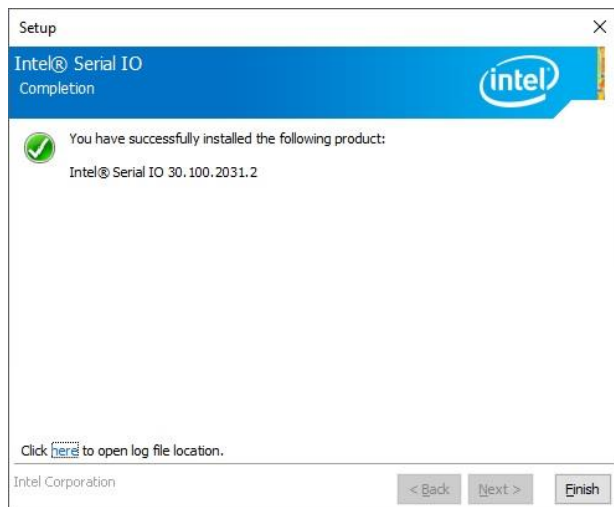 Setup
Intel® Serial IO
Completion
intel
You have successfully installed the following product:
Intel® Serial IO 30.100.2031.2
Click here to open log file location.
Intel Corporation
< Back Next > Finish